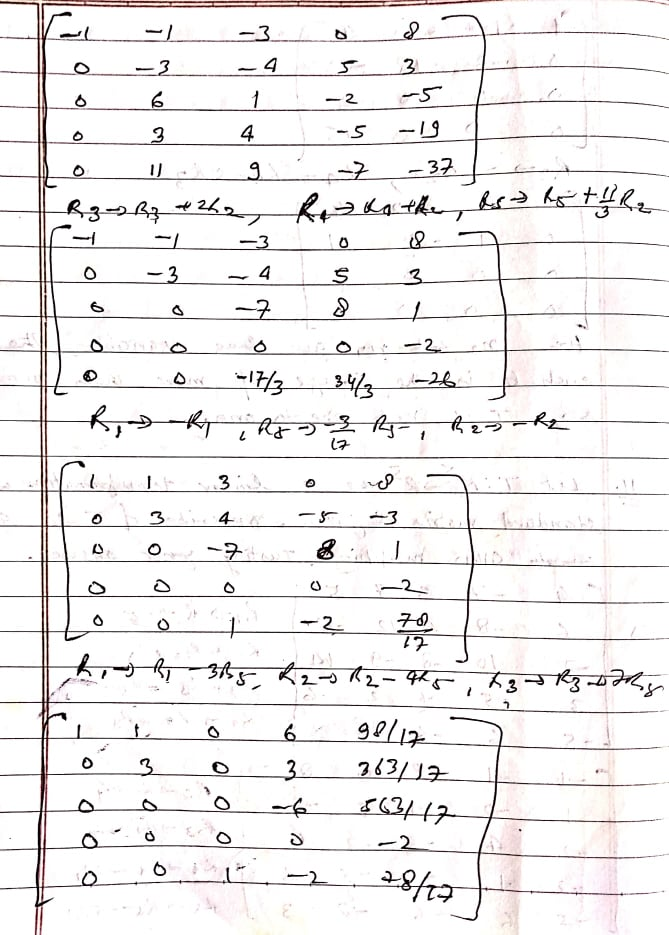 -1 -1 -3 0 8
0 -3 -4 5 3
0 6 1 -2 -5
0 3 4 -5 -19
0 11 9 -7 -37
R3→R3 +2R2, R4→R4+R2, R5→ R5 + 11/3 R2
-1 -1 -3 0 8
0 -3 -4 5 3
0 0 -7 8 1
0 0 0 0 -2
0 0 -17/3 34/3 -26
R1→ -R1, R5→ -3/17 R5, R2→ -R2
1 1 3 0 -8
0 3 4 -5 -3
0 0 -7 8 1
0 0 0 0 -2
0 0 1 -2 78/17
R1→ R1 -3R5, R2→ R2 - 4R5, R3→ R3 + 7R5
1 1 0 6 98/17
0 3 0 3 363/17
0 0 0 -6 563/17
0 0 0 0 -2
0 0 1 -2 78/17